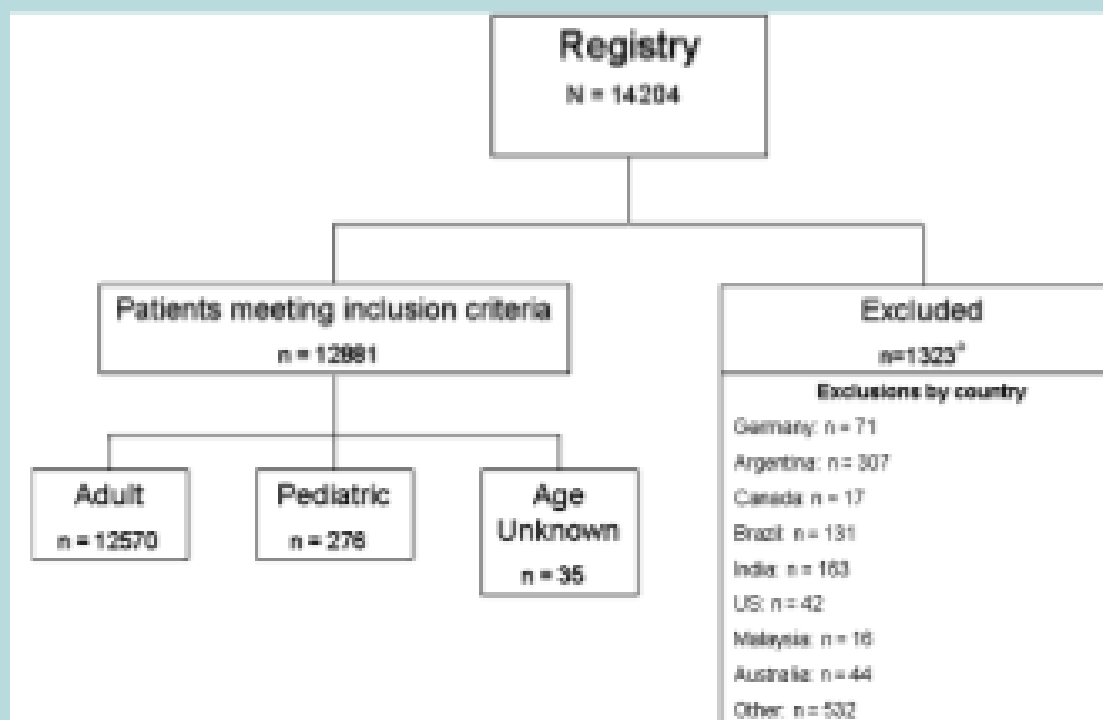 Registry
N = 14204
Patients meeting inclusion criteria
n = 12881
Excluded
n=1323ᵃ
Exclusions by country
Germany: n = 71
Argentina: n = 307
Canada: n = 17
Brazil: n = 131
India: n = 163
US: n = 42
Malaysia: n = 16
Australia: n = 44
Other: n = 532
Adult
n = 12570
Pediatric
n = 276
Age
Unknown
n = 35